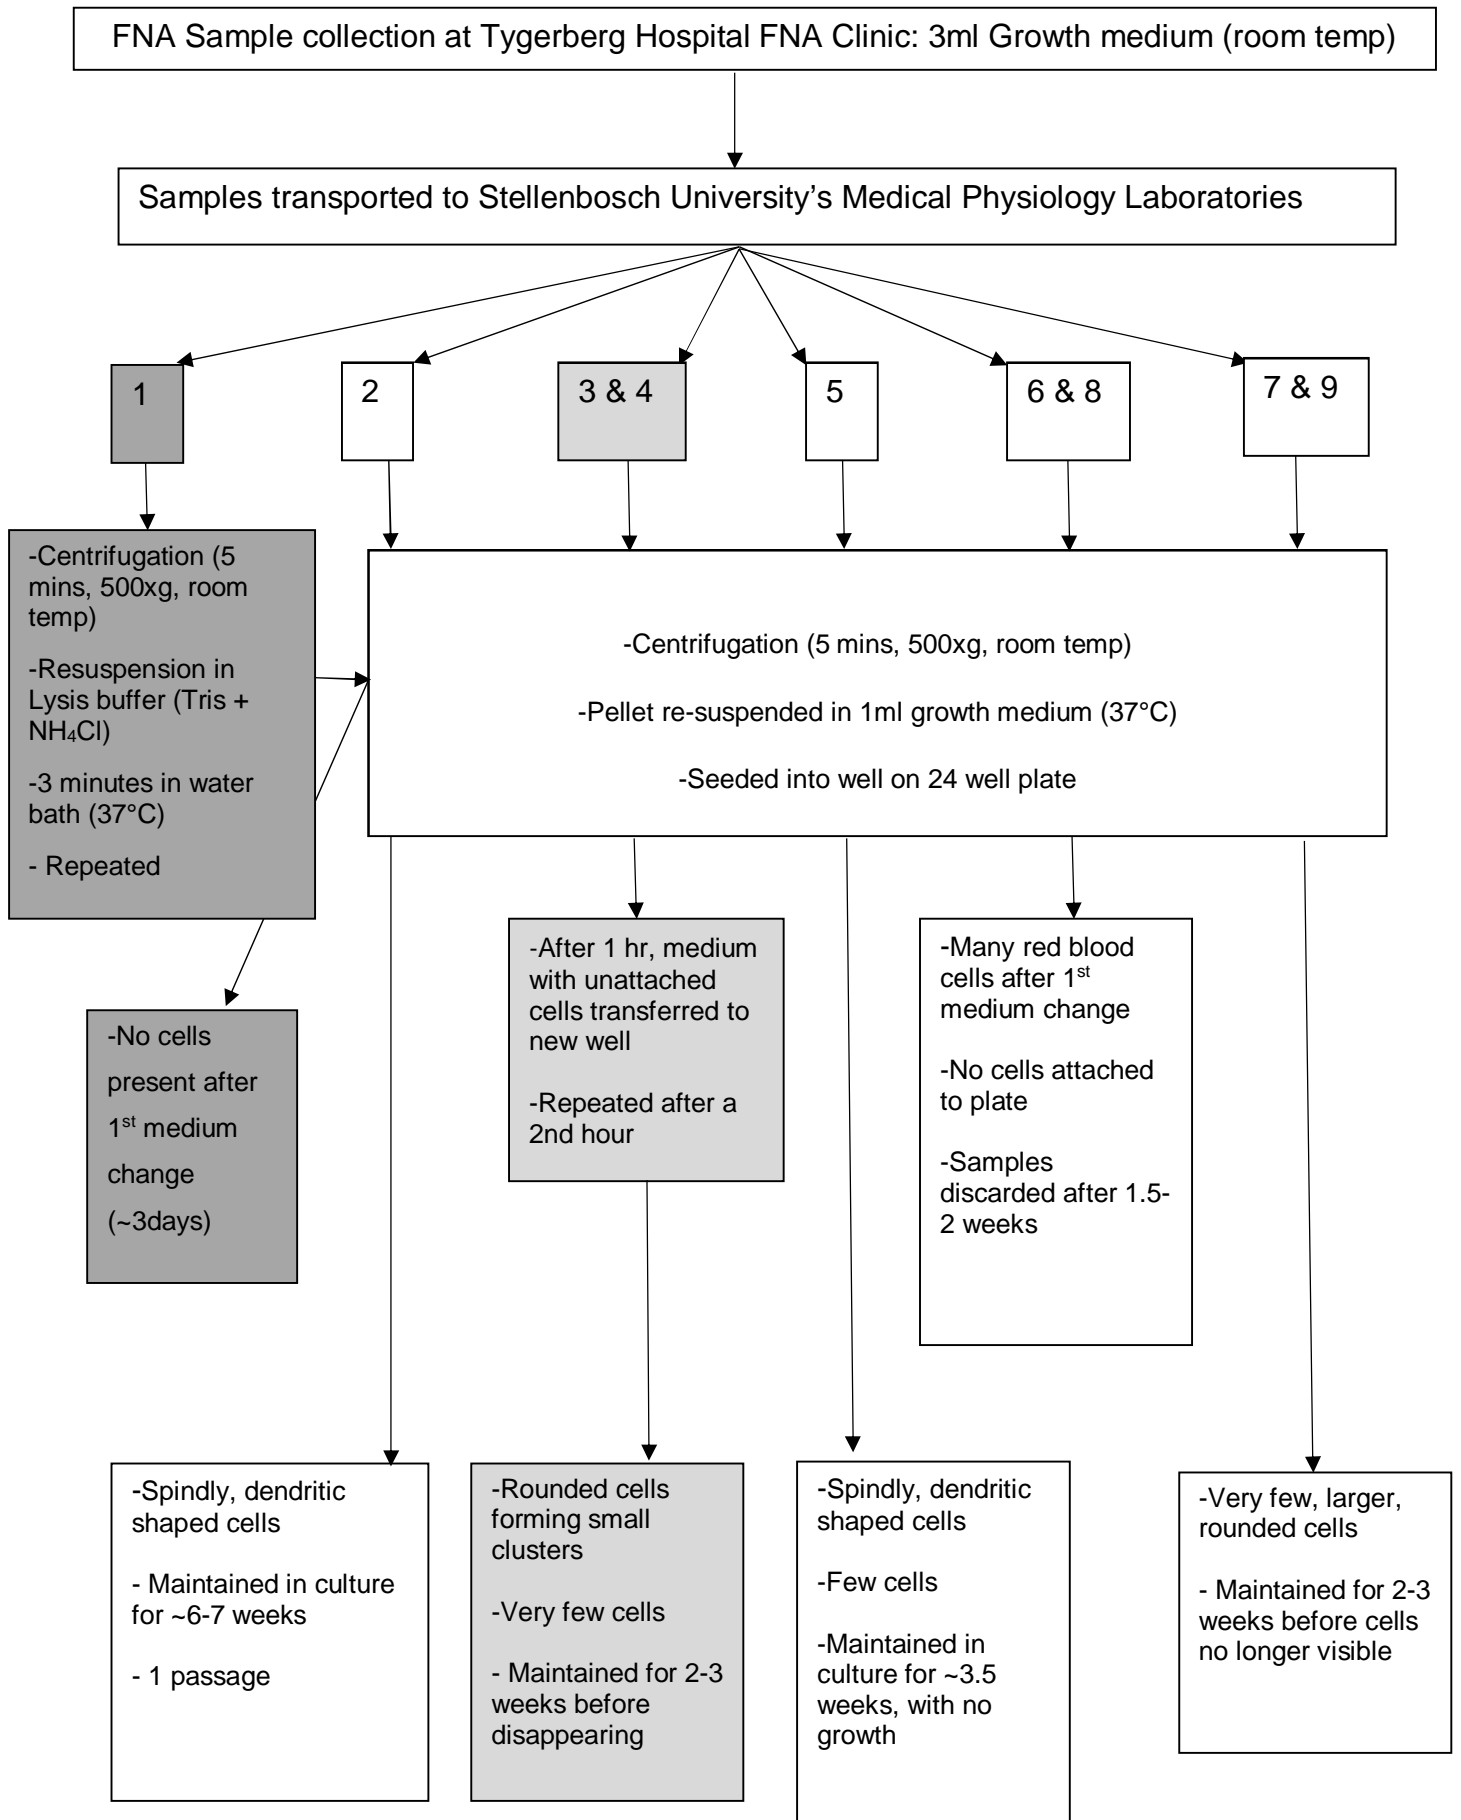 FNA Sample collection at Tygerberg Hospital FNA Clinic: 3ml Growth medium (room temp)
Samples transported to Stellenbosch University's Medical Physiology Laboratories
1
2
3 & 4
5
6 & 8
7 & 9
-Centrifugation (5
mins, 500xg, room
temp)
-Resuspension in
Lysis buffer (Tris +
NH₄Cl)
-3 minutes in water
bath (37°C)
- Repeated
-Centrifugation (5 mins, 500xg, room temp)
-Pellet re-suspended in 1ml growth medium (37°C)
-Seeded into well on 24 well plate
-No cells
present after
1st medium
change
(~3days)
-After 1 hr, medium
with unattached
cells transferred to
new well
-Repeated after a
2nd hour
-Many red blood
cells after 1st
medium change
-No cells attached
to plate
-Samples
discarded after 1.5-
2 weeks
-Spindly, dendritic
shaped cells
- Maintained in culture
for ~6-7 weeks
- 1 passage
-Rounded cells
forming small
clusters
-Very few cells
- Maintained for 2-3
weeks before
disappearing
-Spindly, dendritic
shaped cells
-Few cells
-Maintained in
culture for ~3.5
weeks, with no
growth
-Very few, larger,
rounded cells
- Maintained for 2-3
weeks before cells
no longer visible